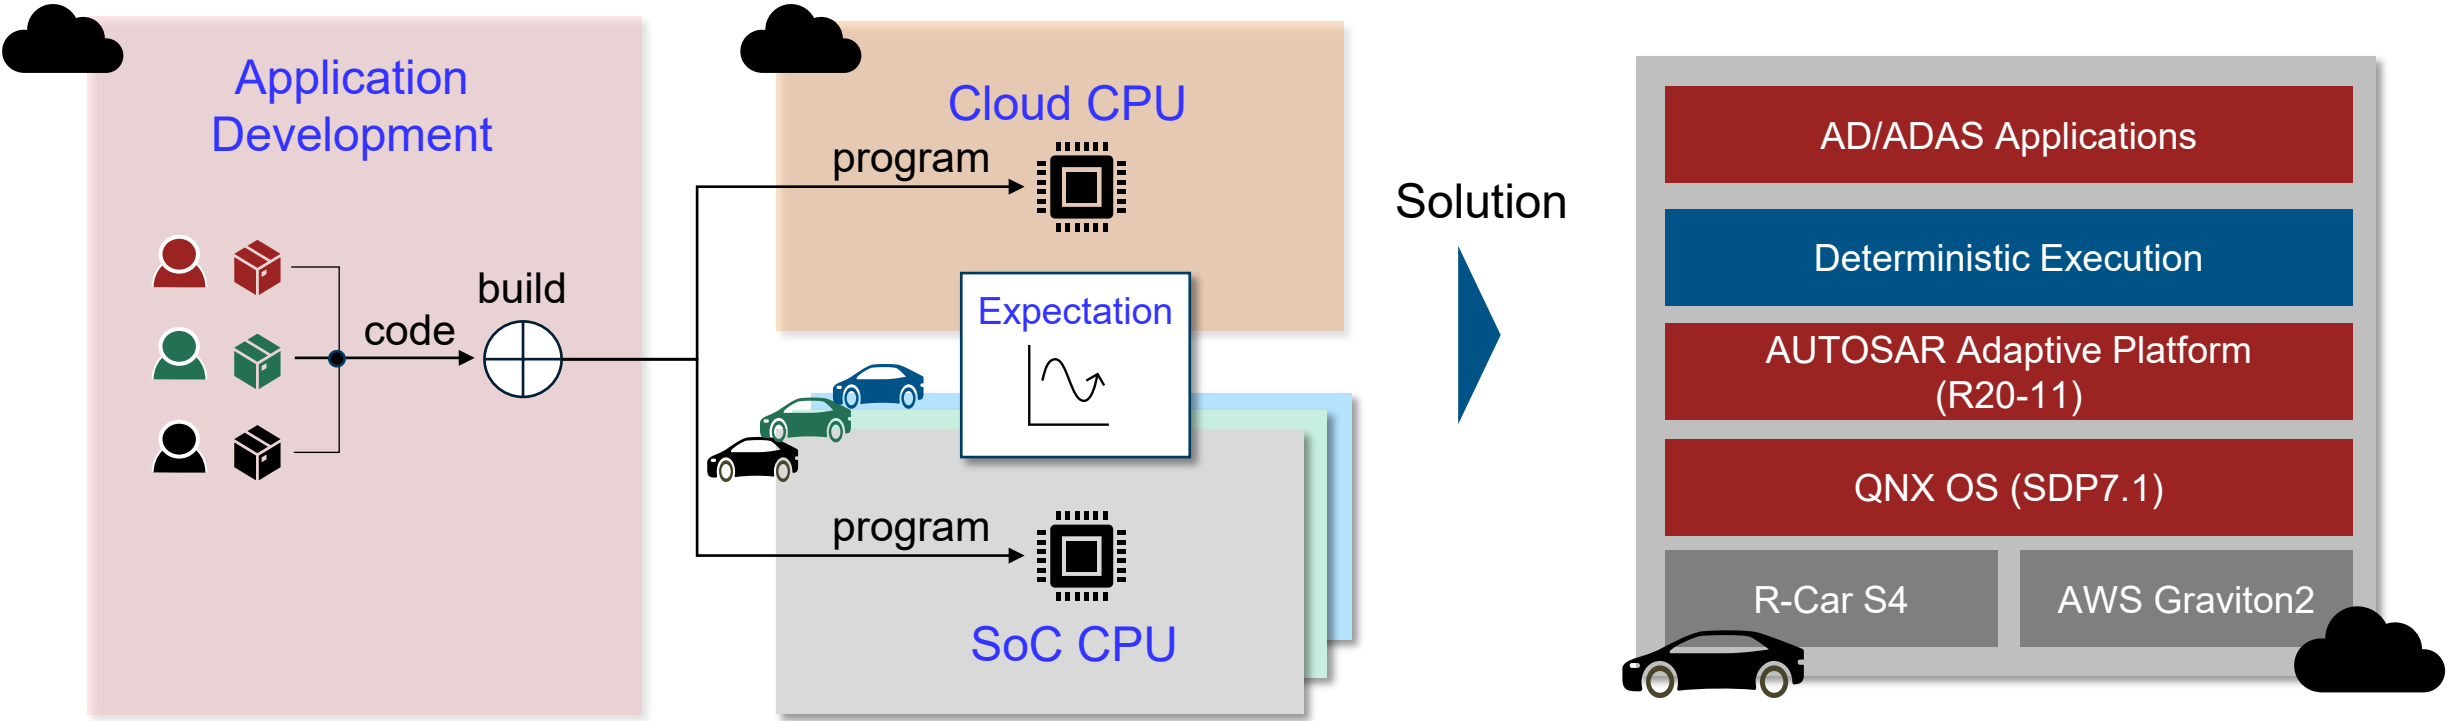 Application
Development
build
code
Cloud CPU
program
Expectation
program
SoC CPU
Solution
AD/ADAS Applications
Deterministic Execution
AUTOSAR Adaptive Platform
(R20-11)
QNX OS (SDP7.1)
R-Car S4
AWS Graviton2